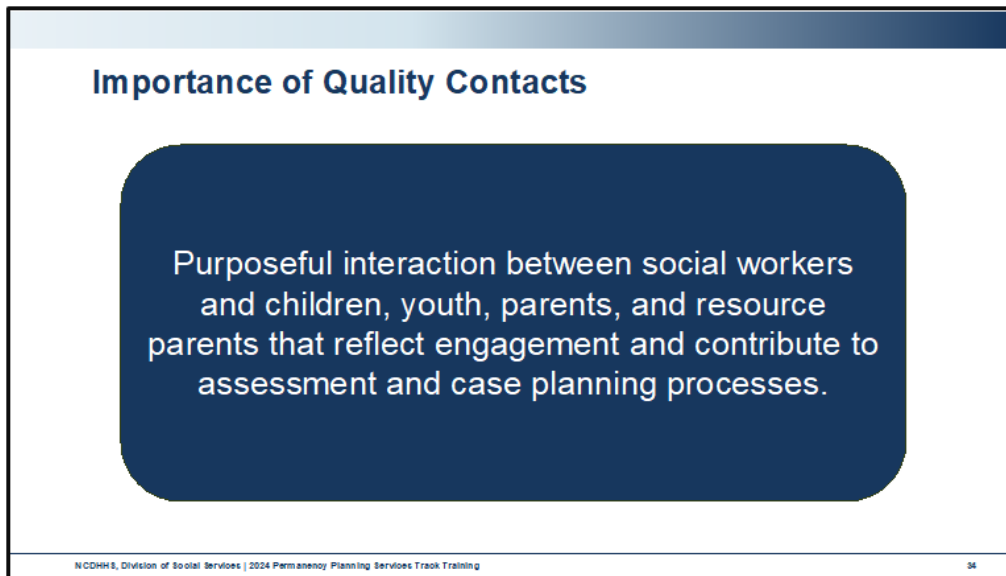 Importance of Quality Contacts
Purposeful interaction between social workers
and children, youth, parents, and resource
parents that reflect engagement and contribute to
assessment and case planning processes.
NCDHHS, Division of Social Services | 2024 Permanency Planning Services Track Training
34